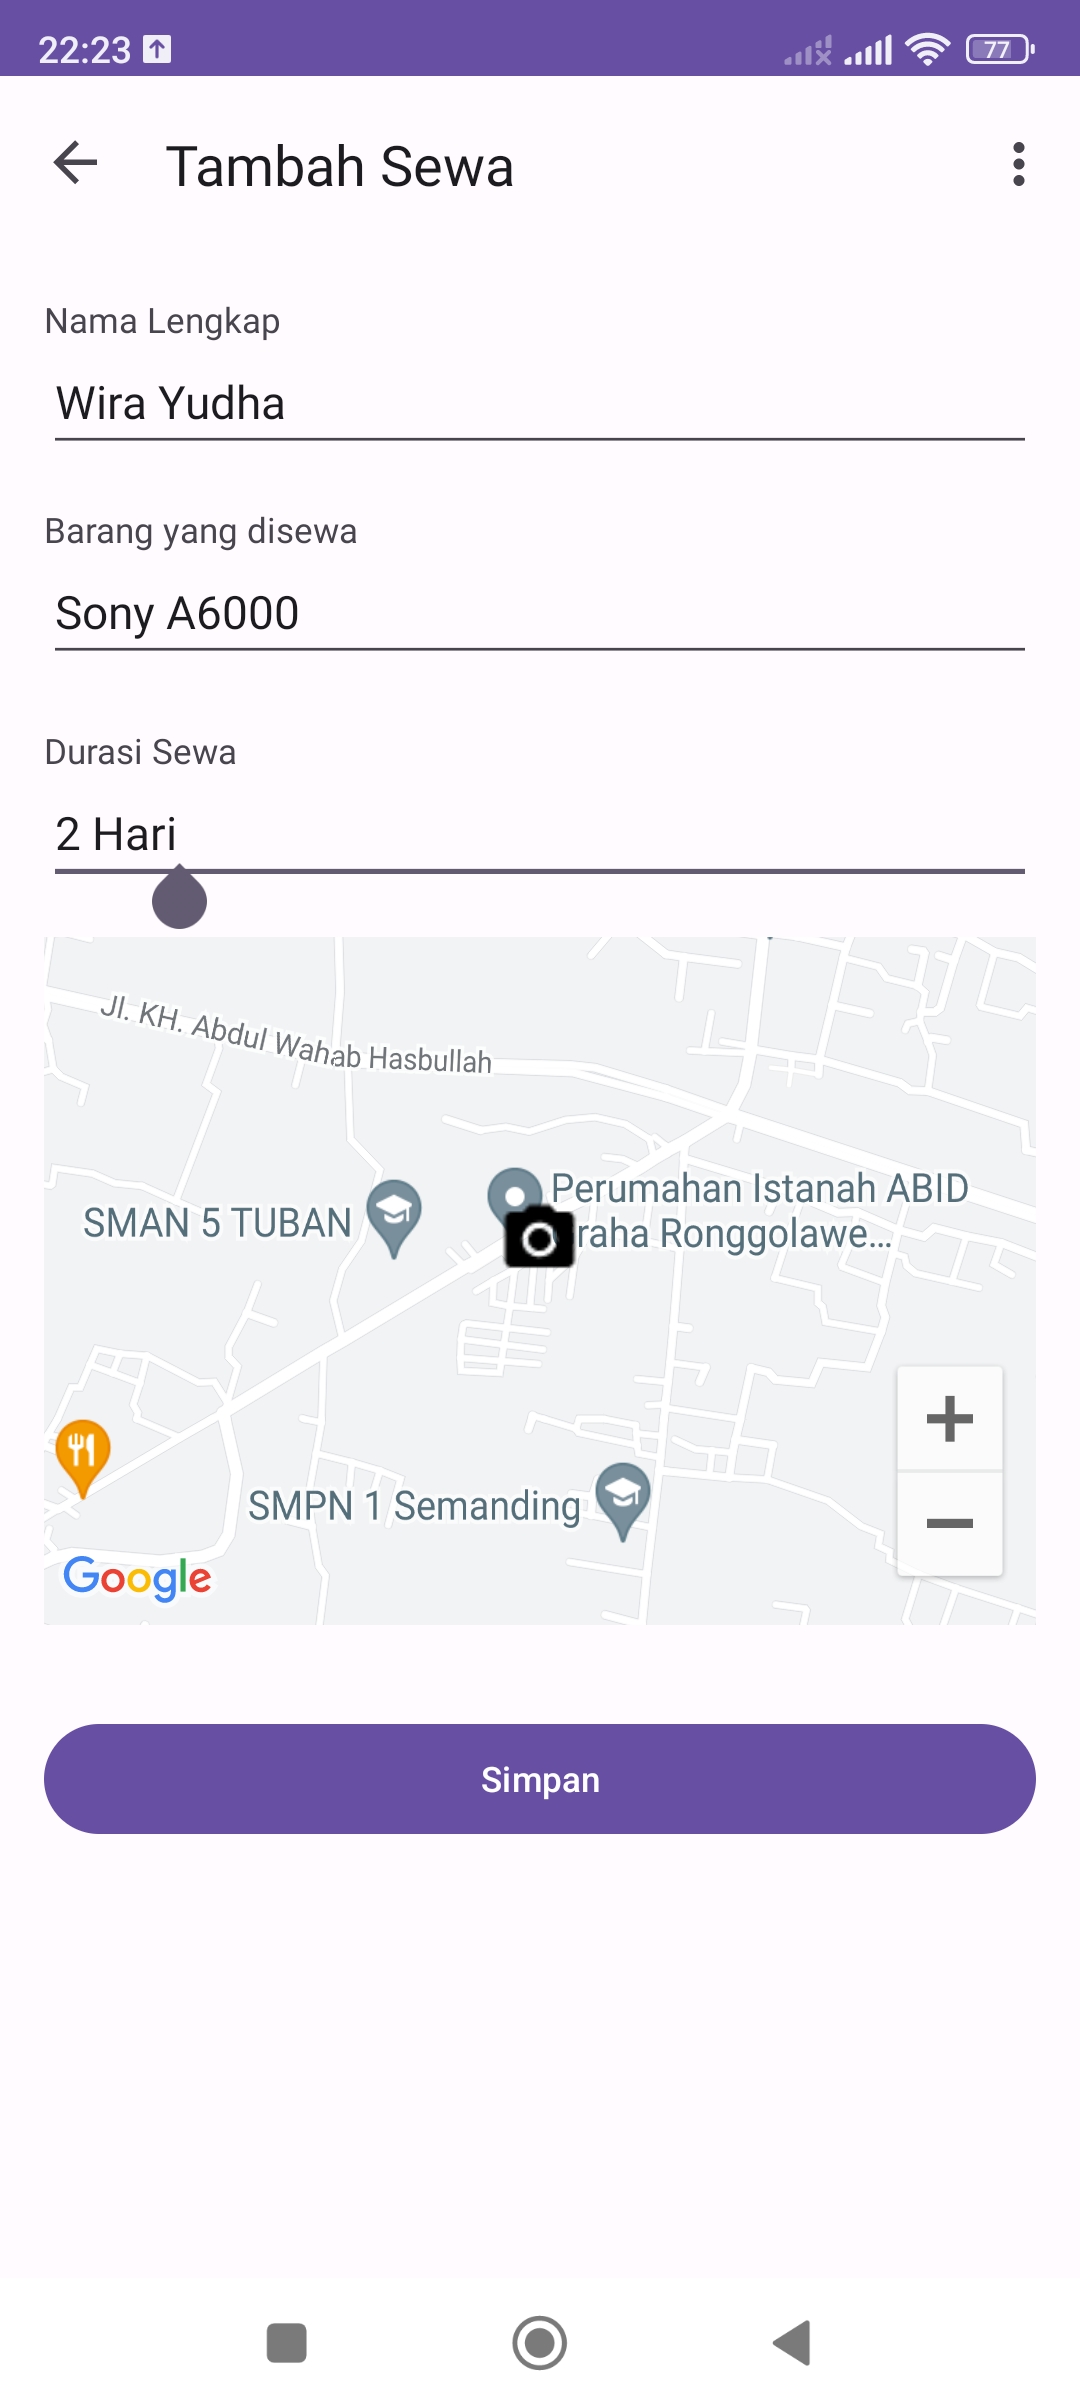 22:23
77
Tambah Sewa
Nama Lengkap
Wira Yudha
Barang yang disewa
Sony A6000
Durasi Sewa
2 Hari
Jl. KH. Abdul Wahab Hasbullah
Perumahan Istanah ABID
raha Ronggolawe...
SMAN 5 TUBAN
SMPN 1 Semanding
Google
Simpan